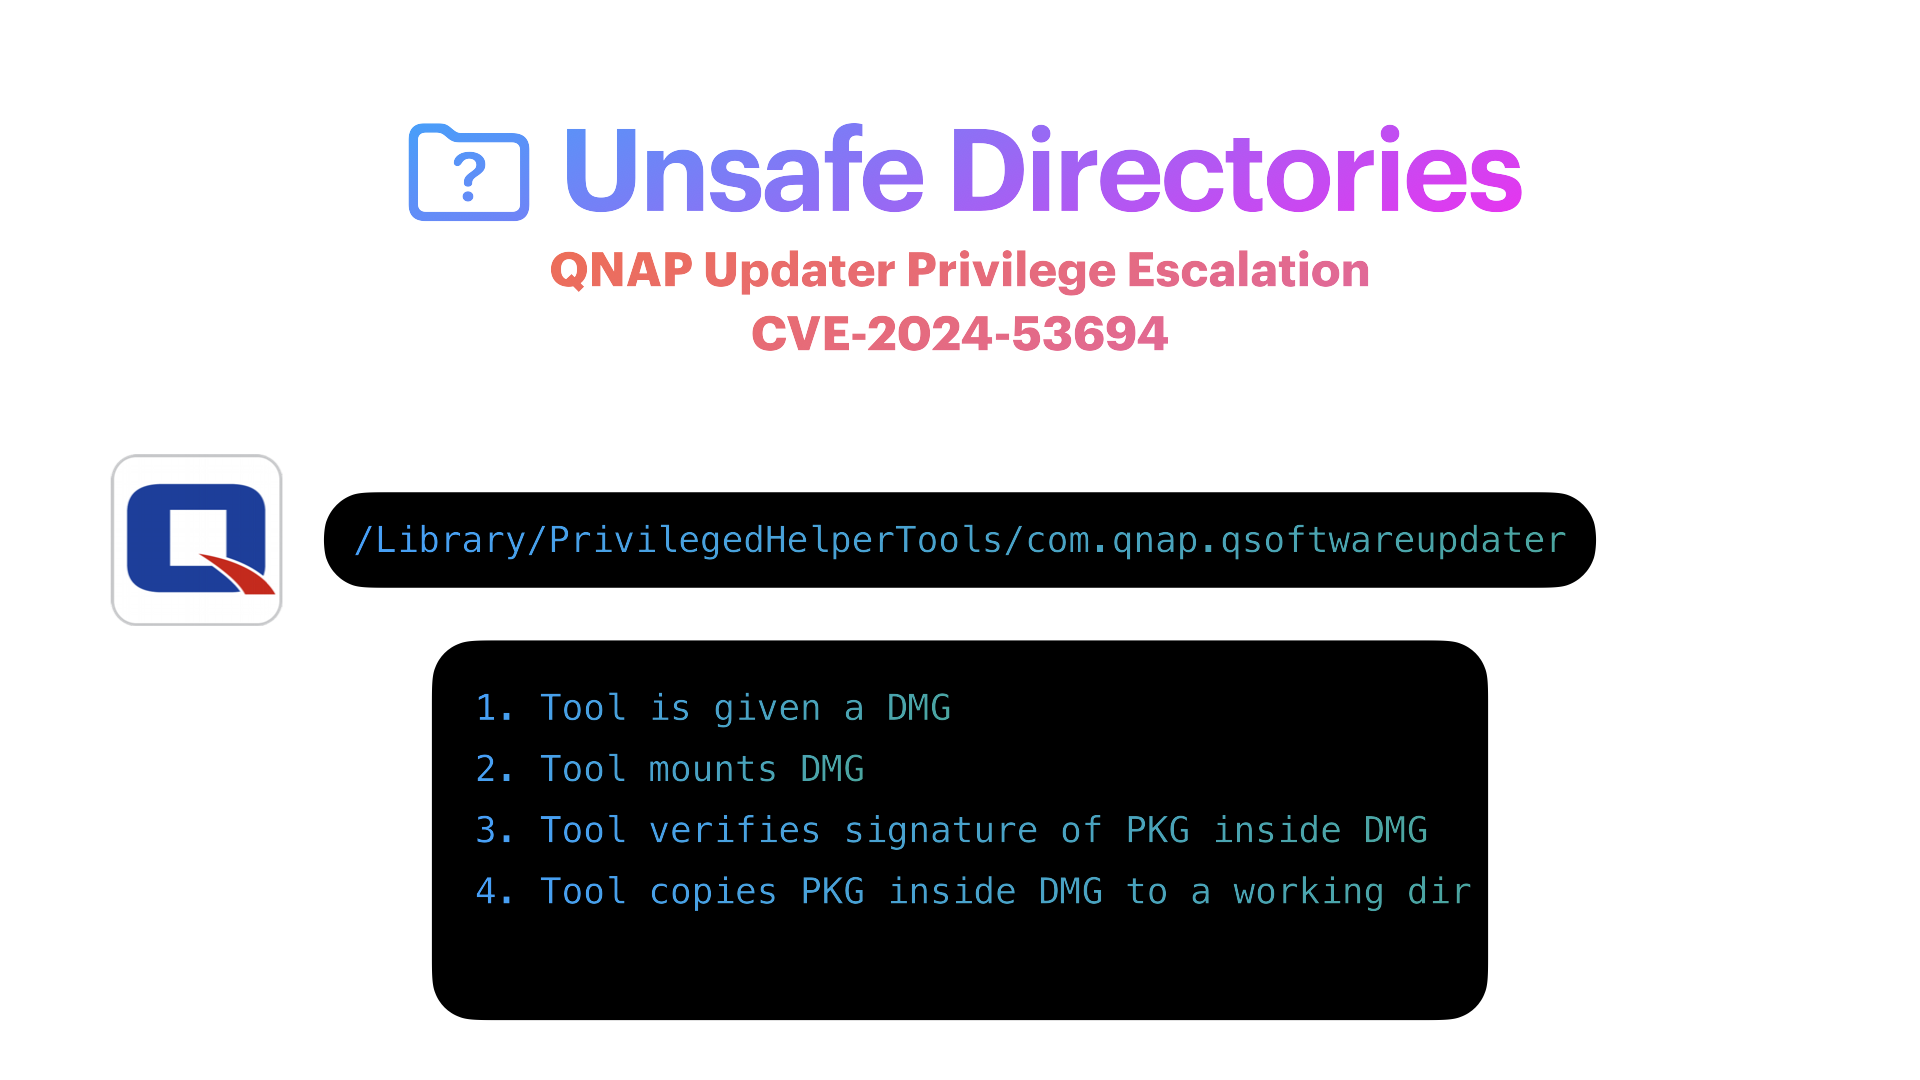 Unsafe Directories
QNAP Updater Privilege Escalation
CVE-2024-53694
/Library/PrivilegedHelperTools/com.qnap.qsoftwareupdater
1. Tool is given a DMG
2. Tool mounts DMG
3. Tool verifies signature of PKG inside DMG
4. Tool copies PKG inside DMG to a working dir